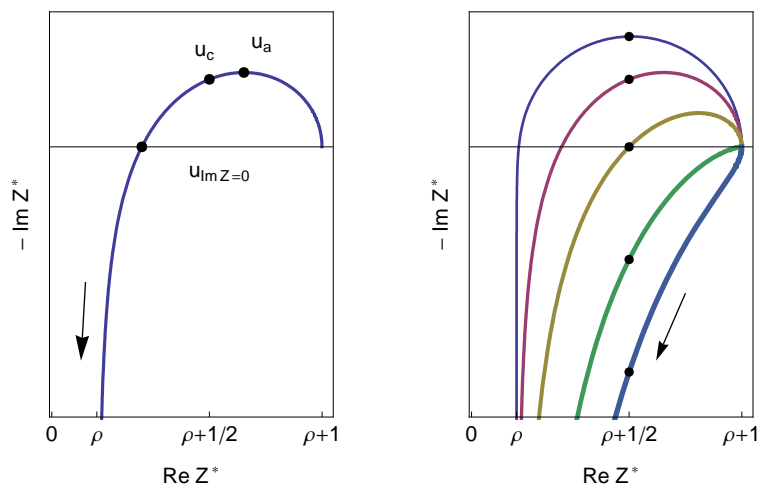 u_c
u_a
u_{Im Z=0}
− Im Z*
0 ρ ρ+1/2 ρ+1
Re Z*
− Im Z*
0 ρ ρ+1/2 ρ+1
Re Z*